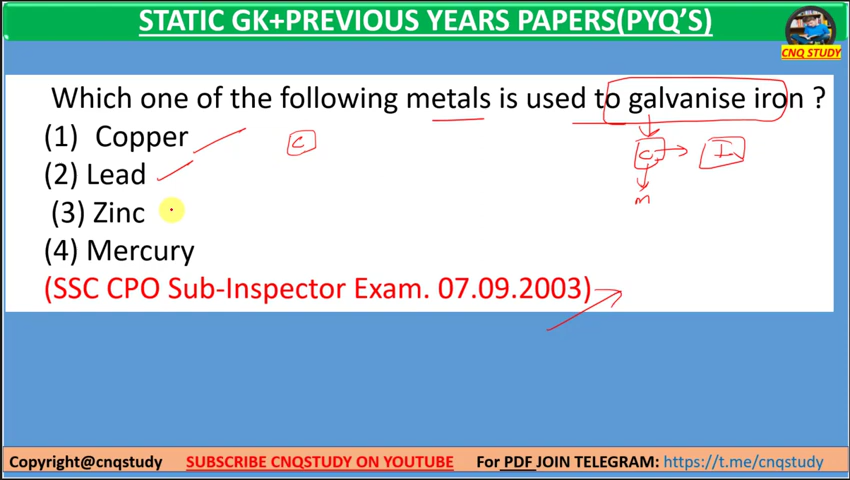 STATIC GK+PREVIOUS YEARS PAPERS(PYQ'S)
CNQ STUDY
Which one of the following metals is used to galvanise iron ?
(1) Copper
(2) Lead
(3) Zinc
(4) Mercury
(SSC CPO Sub-Inspector Exam. 07.09.2003)
C
m
Copyright@cnqstudy SUBSCRIBE CNQSTUDY ON YOUTUBE For PDF JOIN TELEGRAM: https://t.me/cnqstudy